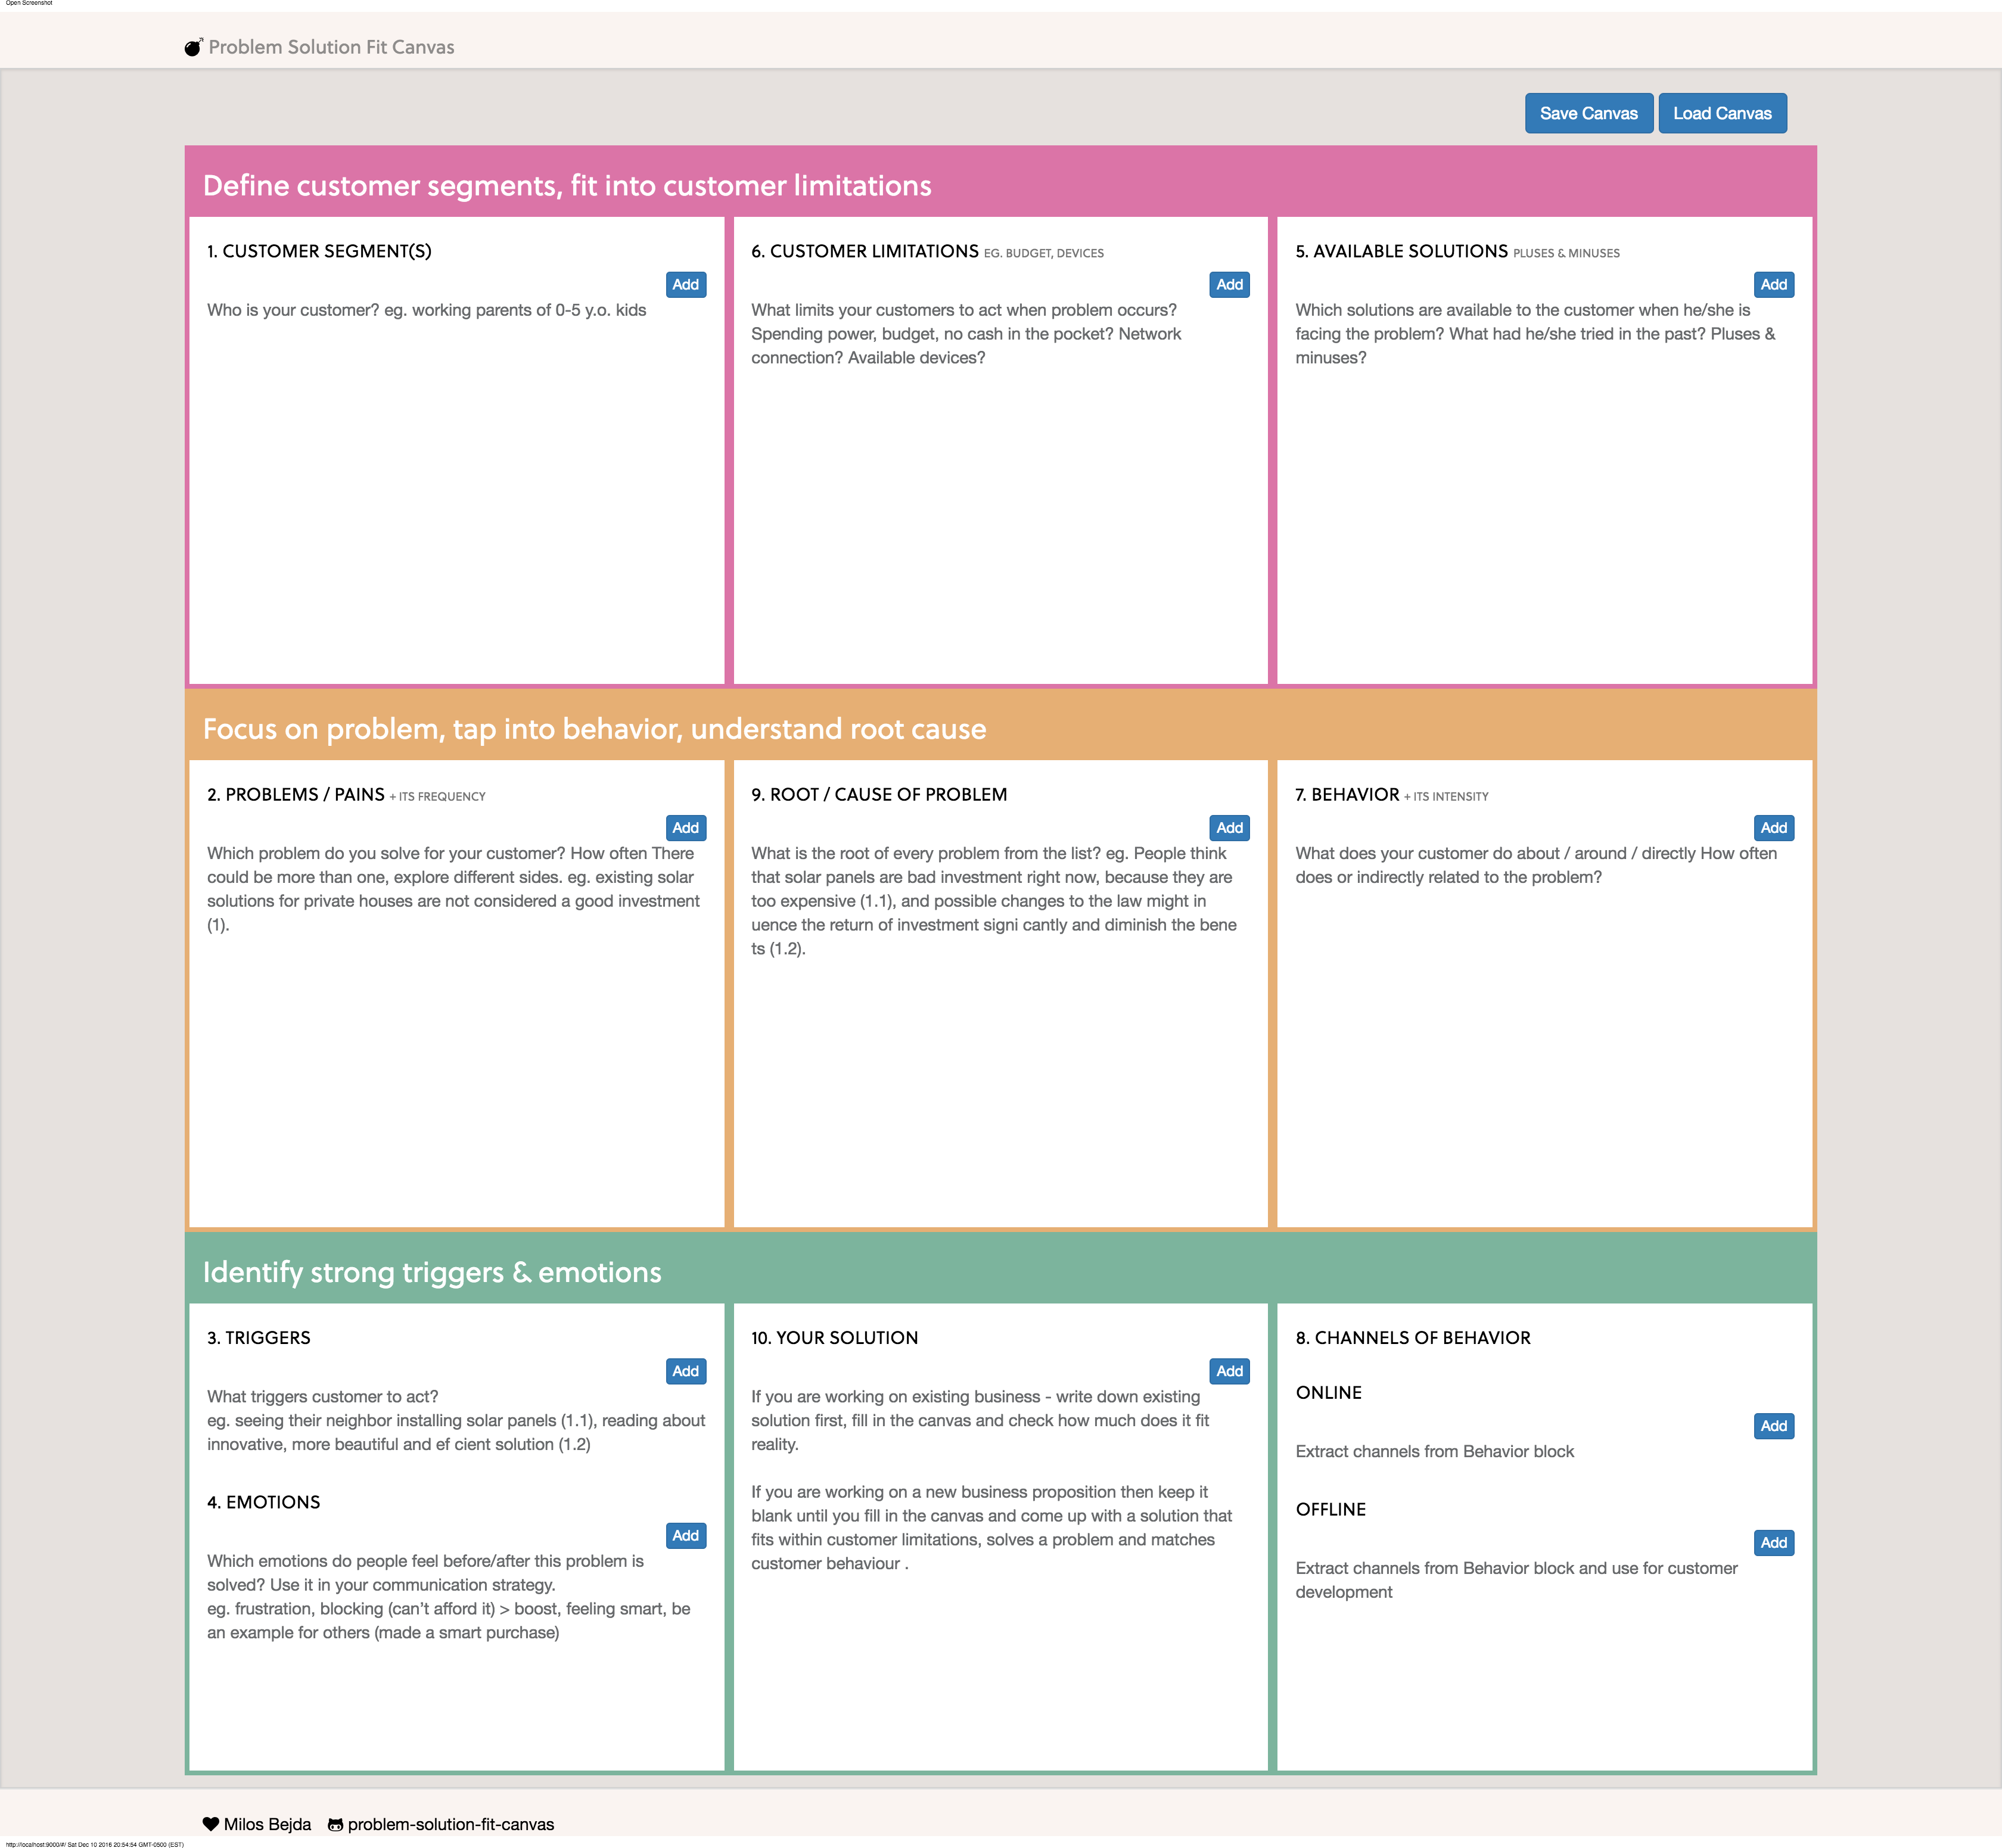 Open Screenshot
Problem Solution Fit Canvas
Save Canvas
Load Canvas
Define customer segments, fit into customer limitations
1. CUSTOMER SEGMENT(S)
Add
Who is your customer? eg. working parents of 0-5 y.o. kids
6. CUSTOMER LIMITATIONS EG. BUDGET, DEVICES
Add
What limits your customers to act when problem occurs?
Spending power, budget, no cash in the pocket? Network
connection? Available devices?
5. AVAILABLE SOLUTIONS PLUSES & MINUSES
Add
Which solutions are available to the customer when he/she is
facing the problem? What had he/she tried in the past? Pluses &
minuses?
Focus on problem, tap into behavior, understand root cause
2. PROBLEMS / PAINS + ITS FREQUENCY
Add
Which problem do you solve for your customer? How often There
could be more than one, explore different sides. eg. existing solar
solutions for private houses are not considered a good investment
(1).
9. ROOT / CAUSE OF PROBLEM
Add
What is the root of every problem from the list? eg. People think
that solar panels are bad investment right now, because they are
too expensive (1.1), and possible changes to the law might in
uence the return of investment signi cantly and diminish the bene
ts (1.2).
7. BEHAVIOR + ITS INTENSITY
Add
What does your customer do about / around / directly How often
does or indirectly related to the problem?
Identify strong triggers & emotions
3. TRIGGERS
Add
What triggers customer to act?
eg. seeing their neighbor installing solar panels (1.1), reading about
innovative, more beautiful and ef cient solution (1.2)
4. EMOTIONS
Add
Which emotions do people feel before/after this problem is
solved? Use it in your communication strategy.
eg. frustration, blocking (can't afford it) > boost, feeling smart, be
an example for others (made a smart purchase)
10. YOUR SOLUTION
Add
If you are working on existing business - write down existing
solution first, fill in the canvas and check how much does it fit
reality.
If you are working on a new business proposition then keep it
blank until you fill in the canvas and come up with a solution that
fits within customer limitations, solves a problem and matches
customer behaviour .
8. CHANNELS OF BEHAVIOR
ONLINE
Add
Extract channels from Behavior block
OFFLINE
Add
Extract channels from Behavior block and use for customer
development
Milos Bejda problem-solution-fit-canvas
http://localhost:9000/#/ Sat Dec 10 2016 20:54:54 GMT-0500 (EST)